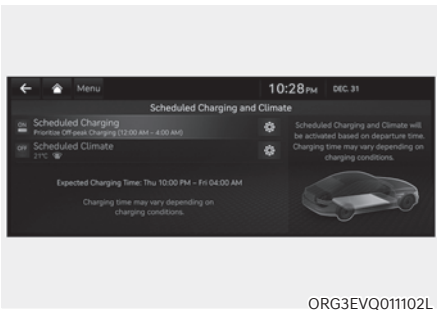 Menu
10:28 PM
DEC. 31
Scheduled Charging and Climate
ON
Scheduled Charging
Prioritize Off-peak Charging (12:00 AM – 4:00 AM)
OFF
Scheduled Climate
21°C
Expected Charging Time: Thu 10:00 PM – Fri 04:00 AM
Charging time may vary depending on
charging conditions.
Scheduled Charging and Climate will
be activated based on departure time.
Charging time may vary depending on
charging conditions.
ORG3EVQ011102L